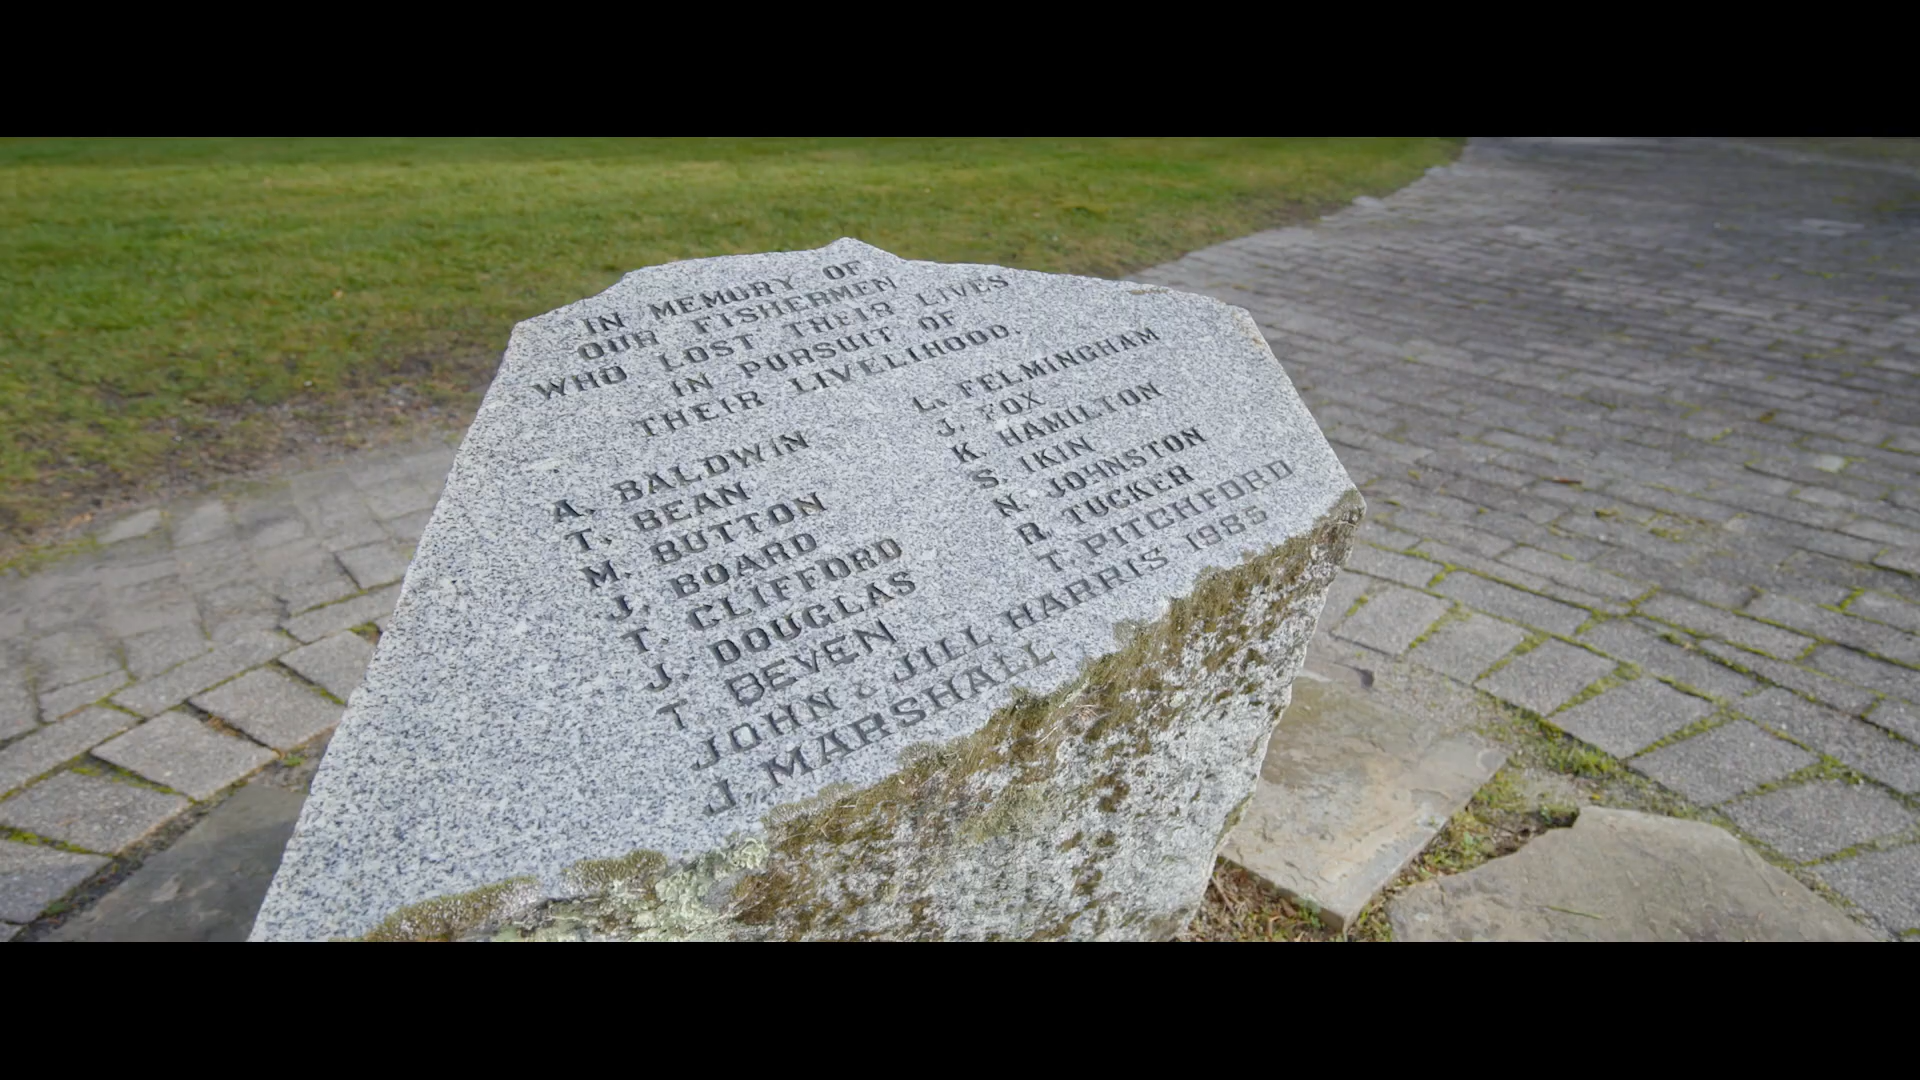 IN MEMORY OF
OUR FISHERMEN
WHO LOST THEIR LIVES
IN PURSUIT OF
THEIR LIVELIHOOD.
A. BALDWIN
T. BEAN
M. BUTTON
J. BOARD
T. CLIFFORD
J. DOUGLAS
T. BEVEN
JOHN & JILL HARRIS 1985
J. MARSHALL
L. FELMINGHAM
J. FOX
K. HAMILTON
S. IKIN
N. JOHNSTON
R. TUCKER
T. PITCHFORD